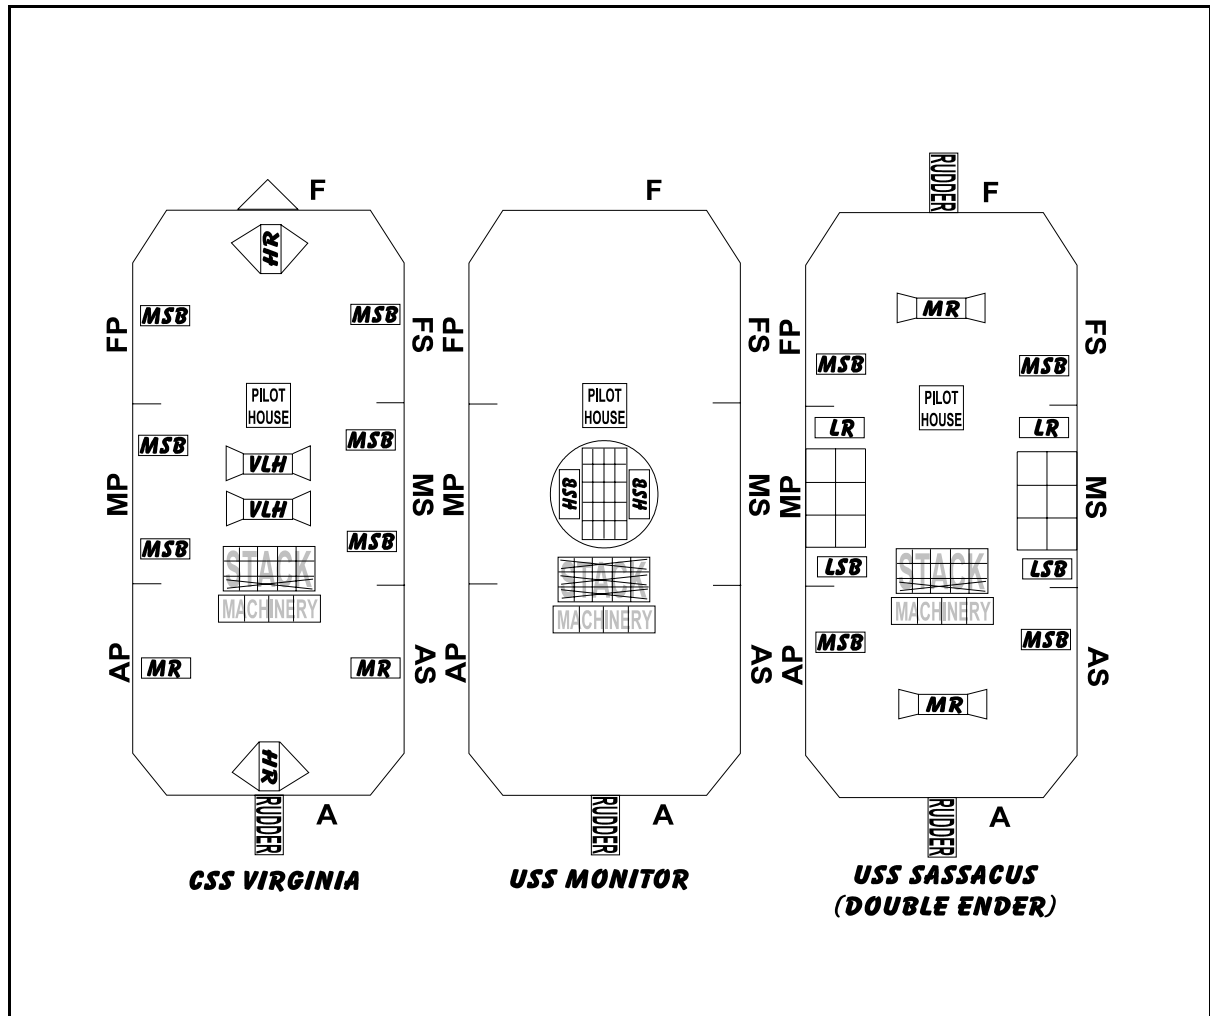 F
HR
MSB
MSB
FP
FS
PILOT
HOUSE
MSB
MSB
VLH
VLH
MP
MS
MSB
MSB
STACK
MACHINERY
AP
AS
MR
MR
HR
RUDDER
A
CSS VIRGINIA
F
FP
FS
PILOT
HOUSE
MP
MS
HSB
HSB
STACK
MACHINERY
AP
AS
RUDDER
A
USS MONITOR
RUDDER
F
MR
FP
FS
MSB
MSB
PILOT
HOUSE
LR
LR
MP
MS
STACK
LSB
LSB
MACHINERY
MSB
MSB
AP
AS
MR
RUDDER
A
USS SASSACUS
(DOUBLE ENDER)